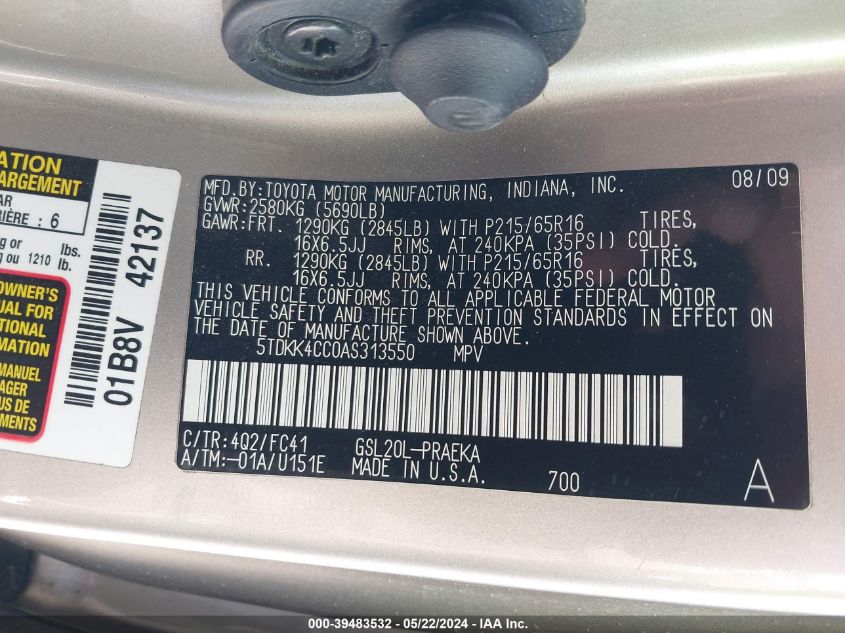 MFD.BY:TOYOTA MOTOR MANUFACTURING, INDIANA, INC. 08/09
GVWR:2580KG (5690LB)
GAWR:FRT. 1290KG (2845LB) WITH P215/65R16 TIRES,
16X6.5JJ RIMS, AT 240KPA (35PSI) COLD.
RR. 1290KG (2845LB) WITH P215/65R16 TIRES,
16X6.5JJ RIMS, AT 240KPA (35PSI) COLD.
THIS VEHICLE CONFORMS TO ALL APPLICABLE FEDERAL MOTOR
VEHICLE SAFETY AND THEFT PREVENTION STANDARDS IN EFFECT ON
THE DATE OF MANUFACTURE SHOWN ABOVE.
5TDKK4CC0AS313550 MPV
C/TR:4Q2/FC41 GSL20L-PRAEKA
A/TM:-01A/U151E MADE IN U.S.A. 700 A
ATION
ARGEMENT
AR
RIÈRE : 6
g or lbs.
g ou 1210 lb.
OWNER'S
UAL FOR
TIONAL
MATION
MANUEL
AGER
US DE
EMENTS
01B8V 42137
000-39483532 - 05/22/2024 - IAA Inc.